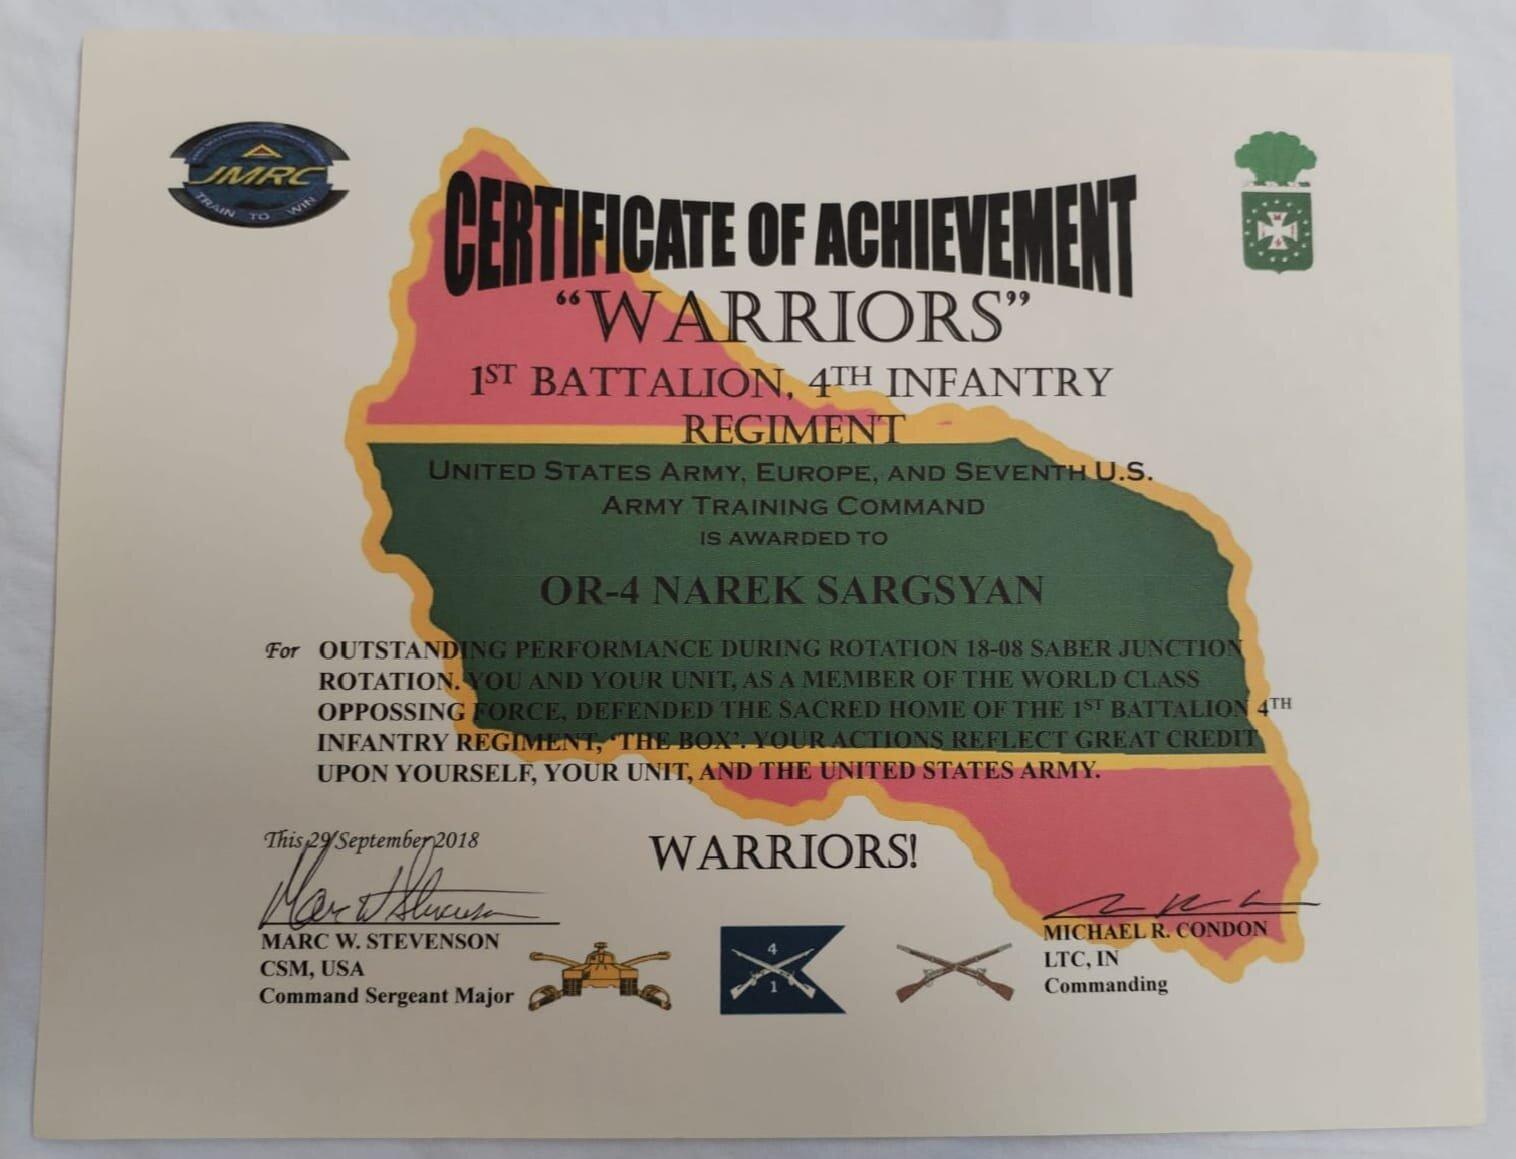 JMRC
TRAIN TO WIN
CERTIFICATE OF ACHIEVEMENT
“WARRIORS”
1ST BATTALION, 4TH INFANTRY
REGIMENT
UNITED STATES ARMY, EUROPE, AND SEVENTH U.S.
ARMY TRAINING COMMAND
IS AWARDED TO
OR-4 NAREK SARGSYAN
For OUTSTANDING PERFORMANCE DURING ROTATION 18-08 SABER JUNCTION
ROTATION. YOU AND YOUR UNIT, AS A MEMBER OF THE WORLD CLASS
OPPOSSING FORCE, DEFENDED THE SACRED HOME OF THE 1ST BATTALION 4TH
INFANTRY REGIMENT, ‘THE BOX’. YOUR ACTIONS REFLECT GREAT CREDIT
UPON YOURSELF, YOUR UNIT, AND THE UNITED STATES ARMY.
This 29 September 2018
WARRIORS!
Marc W Stevenson
MARC W. STEVENSON
CSM, USA
Command Sergeant Major
4
1
MICHAEL R. CONDON
LTC, IN
Commanding